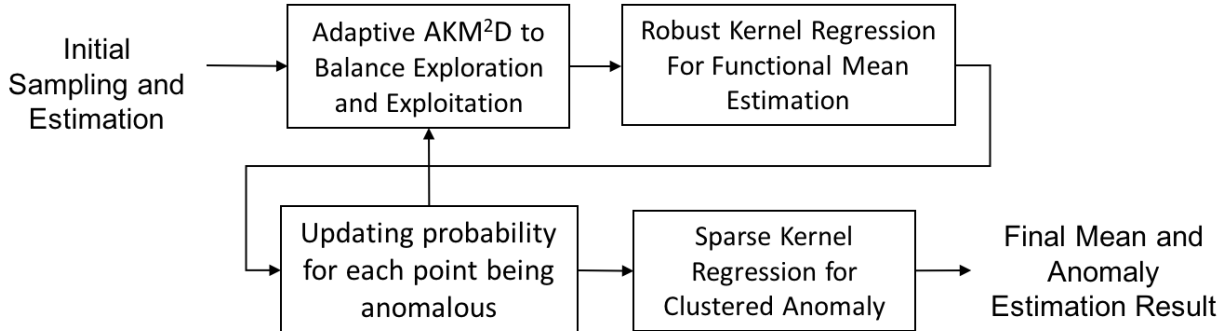 Initial
Sampling and
Estimation
Adaptive AKM²D to
Balance Exploration
and Exploitation
Robust Kernel Regression
For Functional Mean
Estimation
Updating probability
for each point being
anomalous
Sparse Kernel
Regression for
Clustered Anomaly
Final Mean and
Anomaly
Estimation Result